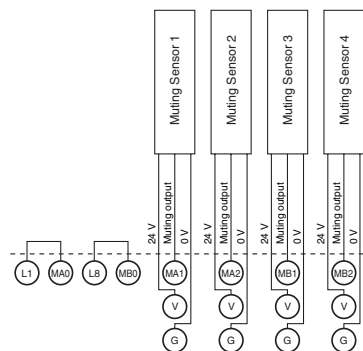 Muting Sensor 1
Muting Sensor 2
Muting Sensor 3
Muting Sensor 4
24 V
Muting output
0 V
24 V
Muting output
0 V
24 V
Muting output
0 V
24 V
Muting output
0 V
L1
MA0
L8
MB0
MA1
MA2
MB1
MB2
V
V
V
V
G
G
G
G